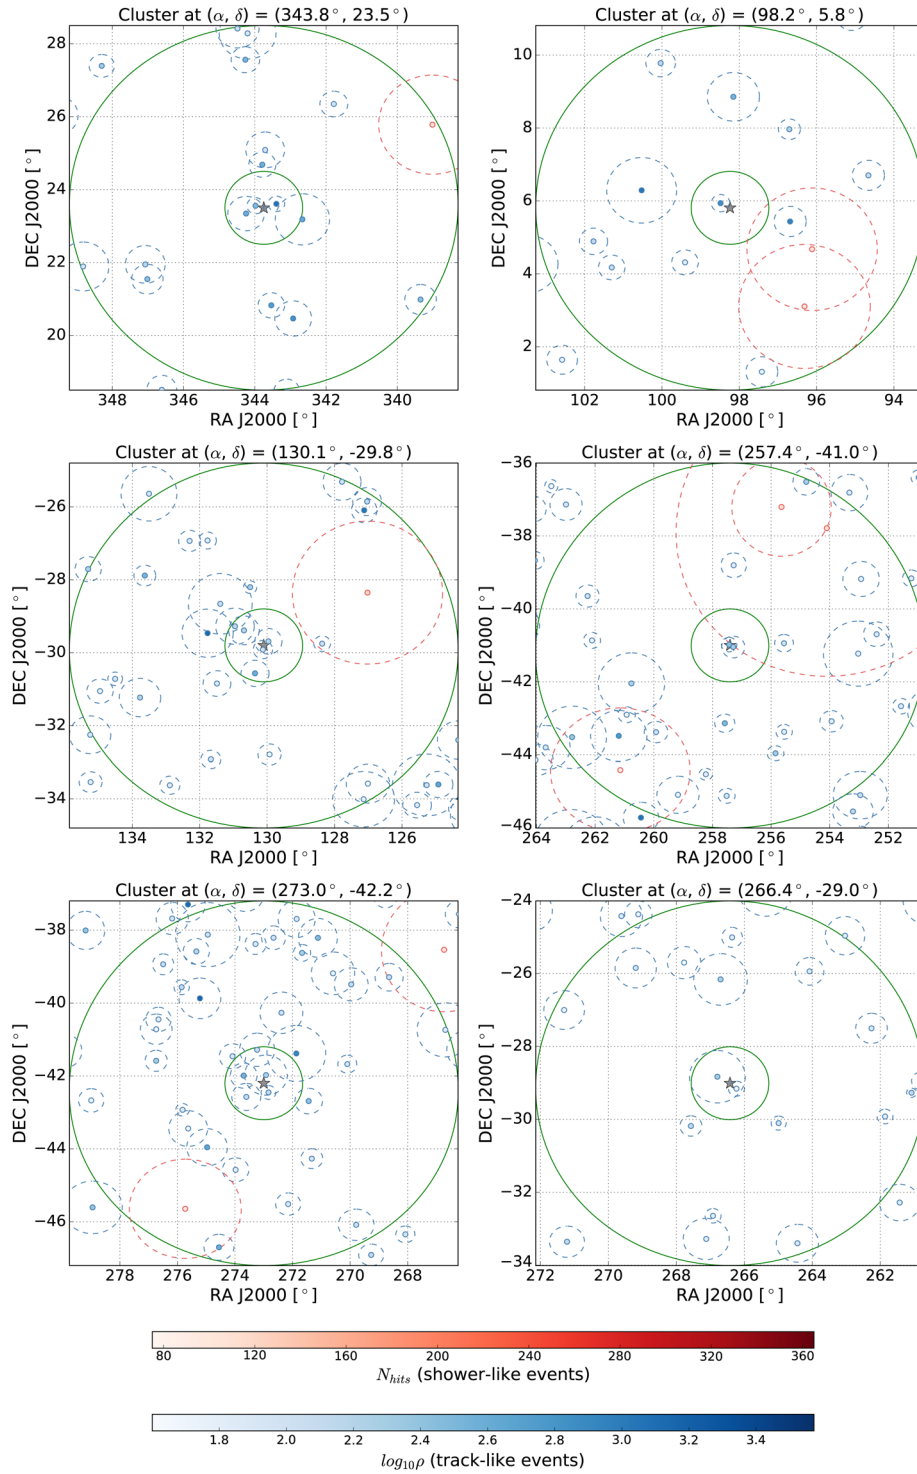 Cluster at (α, δ) = (343.8°, 23.5°)
28
26
24
22
20
DEC J2000 [°]
348 346 344 342 340
RA J2000 [°]
Cluster at (α, δ) = (98.2°, 5.8°)
10
8
6
4
2
DEC J2000 [°]
102 100 98 96 94
RA J2000 [°]
Cluster at (α, δ) = (130.1°, -29.8°)
−26
−28
−30
−32
−34
DEC J2000 [°]
134 132 130 128 126
RA J2000 [°]
Cluster at (α, δ) = (257.4°, -41.0°)
−36
−38
−40
−42
−44
−46
DEC J2000 [°]
264 262 260 258 256 254 252
RA J2000 [°]
Cluster at (α, δ) = (273.0°, -42.2°)
−38
−40
−42
−44
−46
DEC J2000 [°]
278 276 274 272 270 268
RA J2000 [°]
Cluster at (α, δ) = (266.4°, -29.0°)
−24
−26
−28
−30
−32
−34
DEC J2000 [°]
272 270 268 266 264 262
RA J2000 [°]
80 120 160 200 240 280 320 360
N_hits (shower-like events)
1.8 2.0 2.2 2.4 2.6 2.8 3.0 3.2 3.4
log₁₀ρ (track-like events)